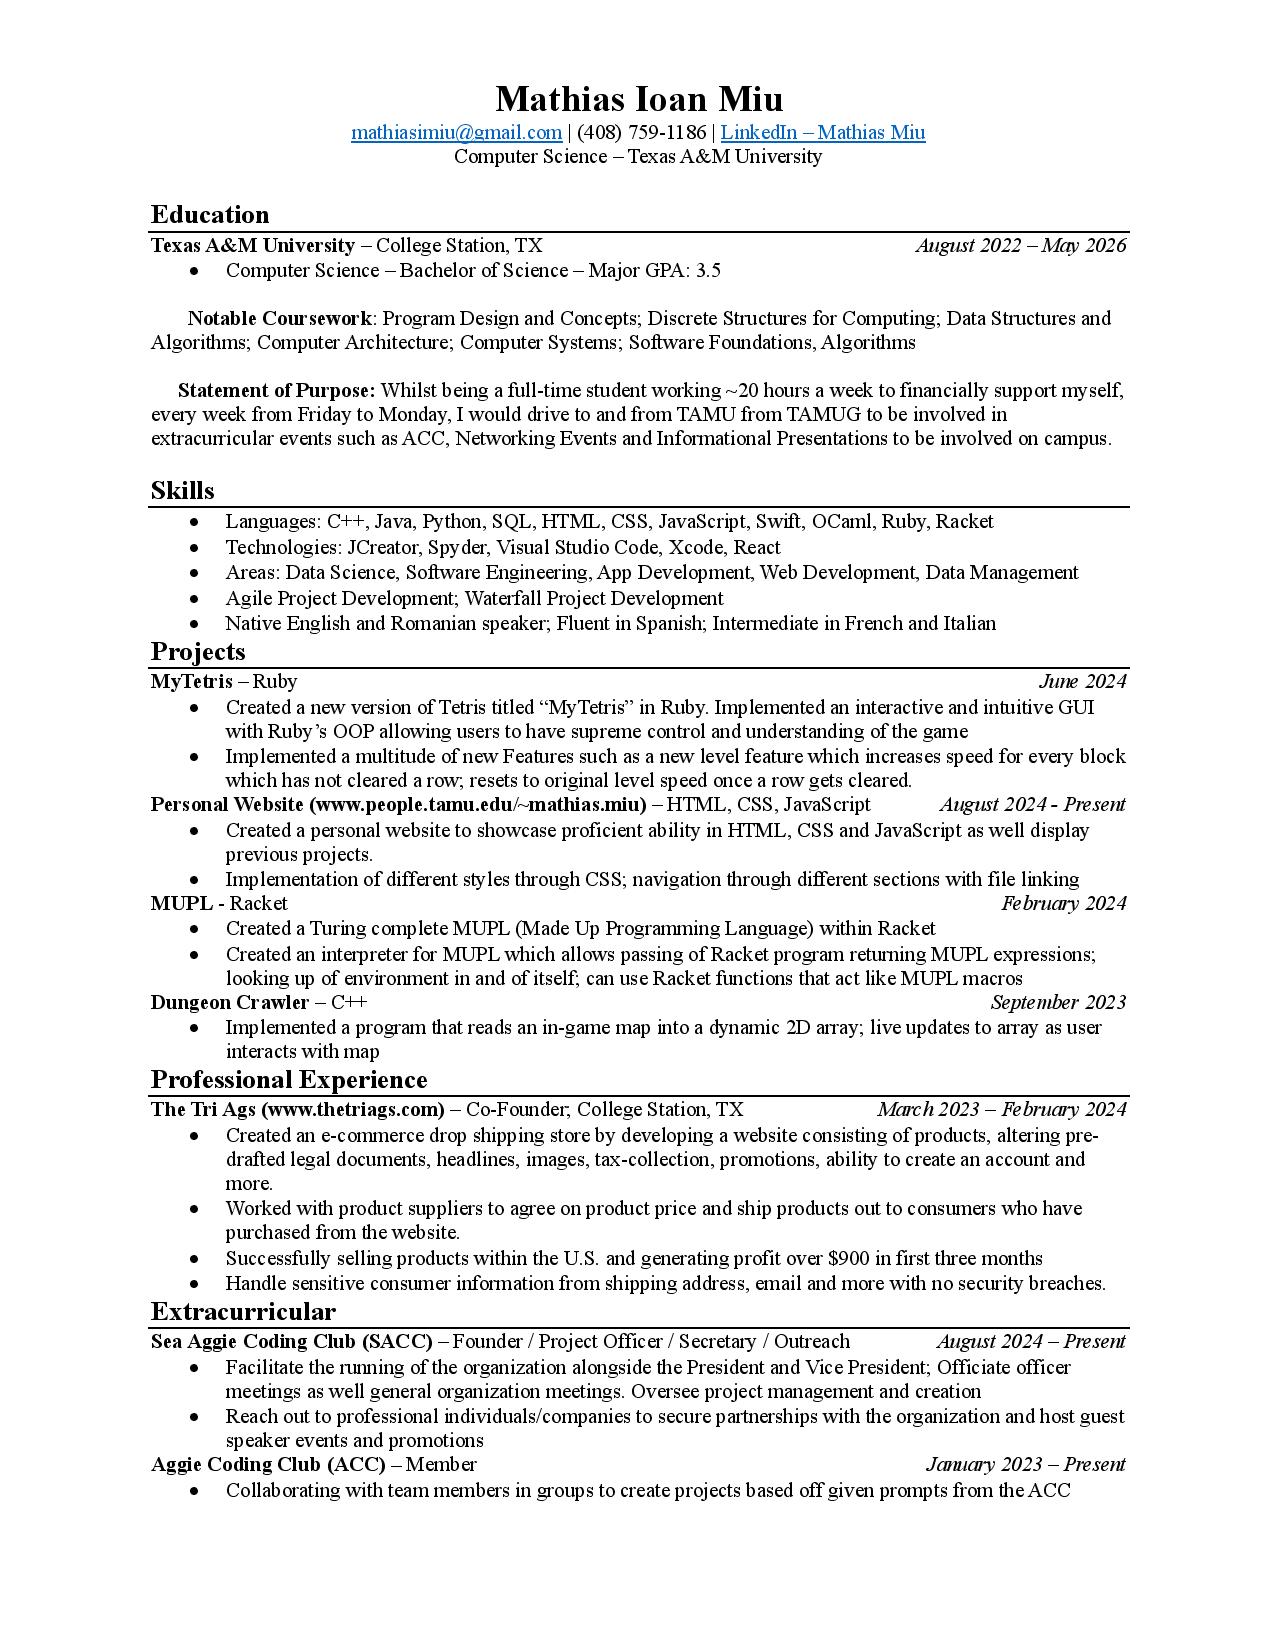 Mathias Ioan Miu
mathiasimiu@gmail.com | (408) 759-1186 | LinkedIn – Mathias Miu
Computer Science – Texas A&M University
Education
Texas A&M University – College Station, TX August 2022 – May 2026
● Computer Science – Bachelor of Science – Major GPA: 3.5
Notable Coursework: Program Design and Concepts; Discrete Structures for Computing; Data Structures and
Algorithms; Computer Architecture; Computer Systems; Software Foundations, Algorithms
Statement of Purpose: Whilst being a full-time student working ~20 hours a week to financially support myself,
every week from Friday to Monday, I would drive to and from TAMU from TAMUG to be involved in
extracurricular events such as ACC, Networking Events and Informational Presentations to be involved on campus.
Skills
● Languages: C++, Java, Python, SQL, HTML, CSS, JavaScript, Swift, OCaml, Ruby, Racket
● Technologies: JCreator, Spyder, Visual Studio Code, Xcode, React
● Areas: Data Science, Software Engineering, App Development, Web Development, Data Management
● Agile Project Development; Waterfall Project Development
● Native English and Romanian speaker; Fluent in Spanish; Intermediate in French and Italian
Projects
MyTetris – Ruby June 2024
● Created a new version of Tetris titled “MyTetris” in Ruby. Implemented an interactive and intuitive GUI
with Ruby’s OOP allowing users to have supreme control and understanding of the game
● Implemented a multitude of new Features such as a new level feature which increases speed for every block
which has not cleared a row; resets to original level speed once a row gets cleared.
Personal Website (www.people.tamu.edu/~mathias.miu) – HTML, CSS, JavaScript August 2024 - Present
● Created a personal website to showcase proficient ability in HTML, CSS and JavaScript as well display
previous projects.
● Implementation of different styles through CSS; navigation through different sections with file linking
MUPL - Racket February 2024
● Created a Turing complete MUPL (Made Up Programming Language) within Racket
● Created an interpreter for MUPL which allows passing of Racket program returning MUPL expressions;
looking up of environment in and of itself; can use Racket functions that act like MUPL macros
Dungeon Crawler – C++ September 2023
● Implemented a program that reads an in-game map into a dynamic 2D array; live updates to array as user
interacts with map
Professional Experience
The Tri Ags (www.thetriags.com) – Co-Founder; College Station, TX March 2023 – February 2024
● Created an e-commerce drop shipping store by developing a website consisting of products, altering pre-
drafted legal documents, headlines, images, tax-collection, promotions, ability to create an account and
more.
● Worked with product suppliers to agree on product price and ship products out to consumers who have
purchased from the website.
● Successfully selling products within the U.S. and generating profit over $900 in first three months
● Handle sensitive consumer information from shipping address, email and more with no security breaches.
Extracurricular
Sea Aggie Coding Club (SACC) – Founder / Project Officer / Secretary / Outreach August 2024 – Present
● Facilitate the running of the organization alongside the President and Vice President; Officiate officer
meetings as well general organization meetings. Oversee project management and creation
● Reach out to professional individuals/companies to secure partnerships with the organization and host guest
speaker events and promotions
Aggie Coding Club (ACC) – Member January 2023 – Present
● Collaborating with team members in groups to create projects based off given prompts from the ACC